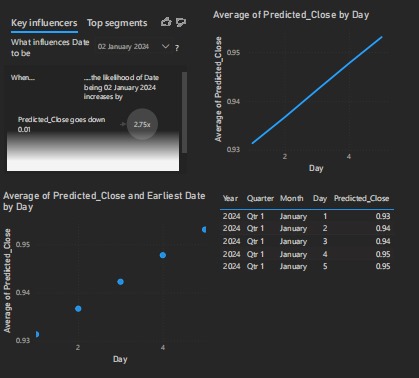 Key influencers Top segments
What influences Date
to be
02 January 2024
?
When...
....the likelihood of Date
being 02 January 2024
increases by
Predicted_Close goes down
0.01
2.75x
Average of Predicted_Close by Day
Average of Predicted_Close
0.95
0.94
0.93
2 4
Day
Average of Predicted_Close and Earliest Date
by Day
Average of Predicted_Close
0.95
0.94
0.93
2 4
Day
Year Quarter Month Day Predicted_Close
2024 Qtr 1 January 1 0.93
2024 Qtr 1 January 2 0.94
2024 Qtr 1 January 3 0.94
2024 Qtr 1 January 4 0.95
2024 Qtr 1 January 5 0.95